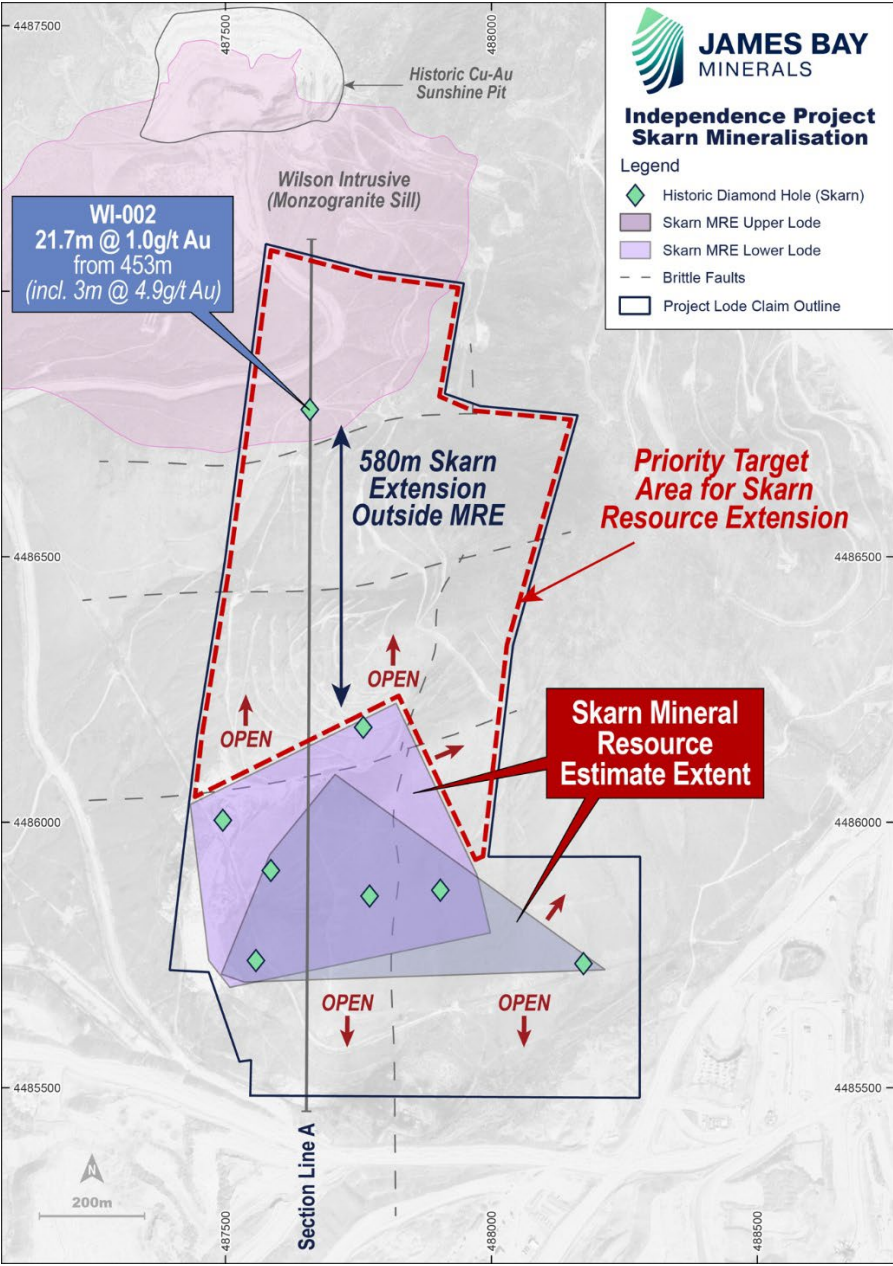 4487500
487500
488000
JAMES BAY
MINERALS
Independence Project
Skarn Mineralisation
Legend
Historic Diamond Hole (Skarn)
Skarn MRE Upper Lode
Skarn MRE Lower Lode
Brittle Faults
Project Lode Claim Outline
Historic Cu-Au
Sunshine Pit
Wilson Intrusive
(Monzogranite Sill)
WI-002
21.7m @ 1.0g/t Au
from 453m
(incl. 3m @ 4.9g/t Au)
580m Skarn
Extension
Outside MRE
Priority Target
Area for Skarn
Resource Extension
4486500
4486500
OPEN
OPEN
Skarn Mineral
Resource
Estimate Extent
4486000
4486000
OPEN
OPEN
4485500
4485500
N
200m
Section Line A
487500
488000
488500